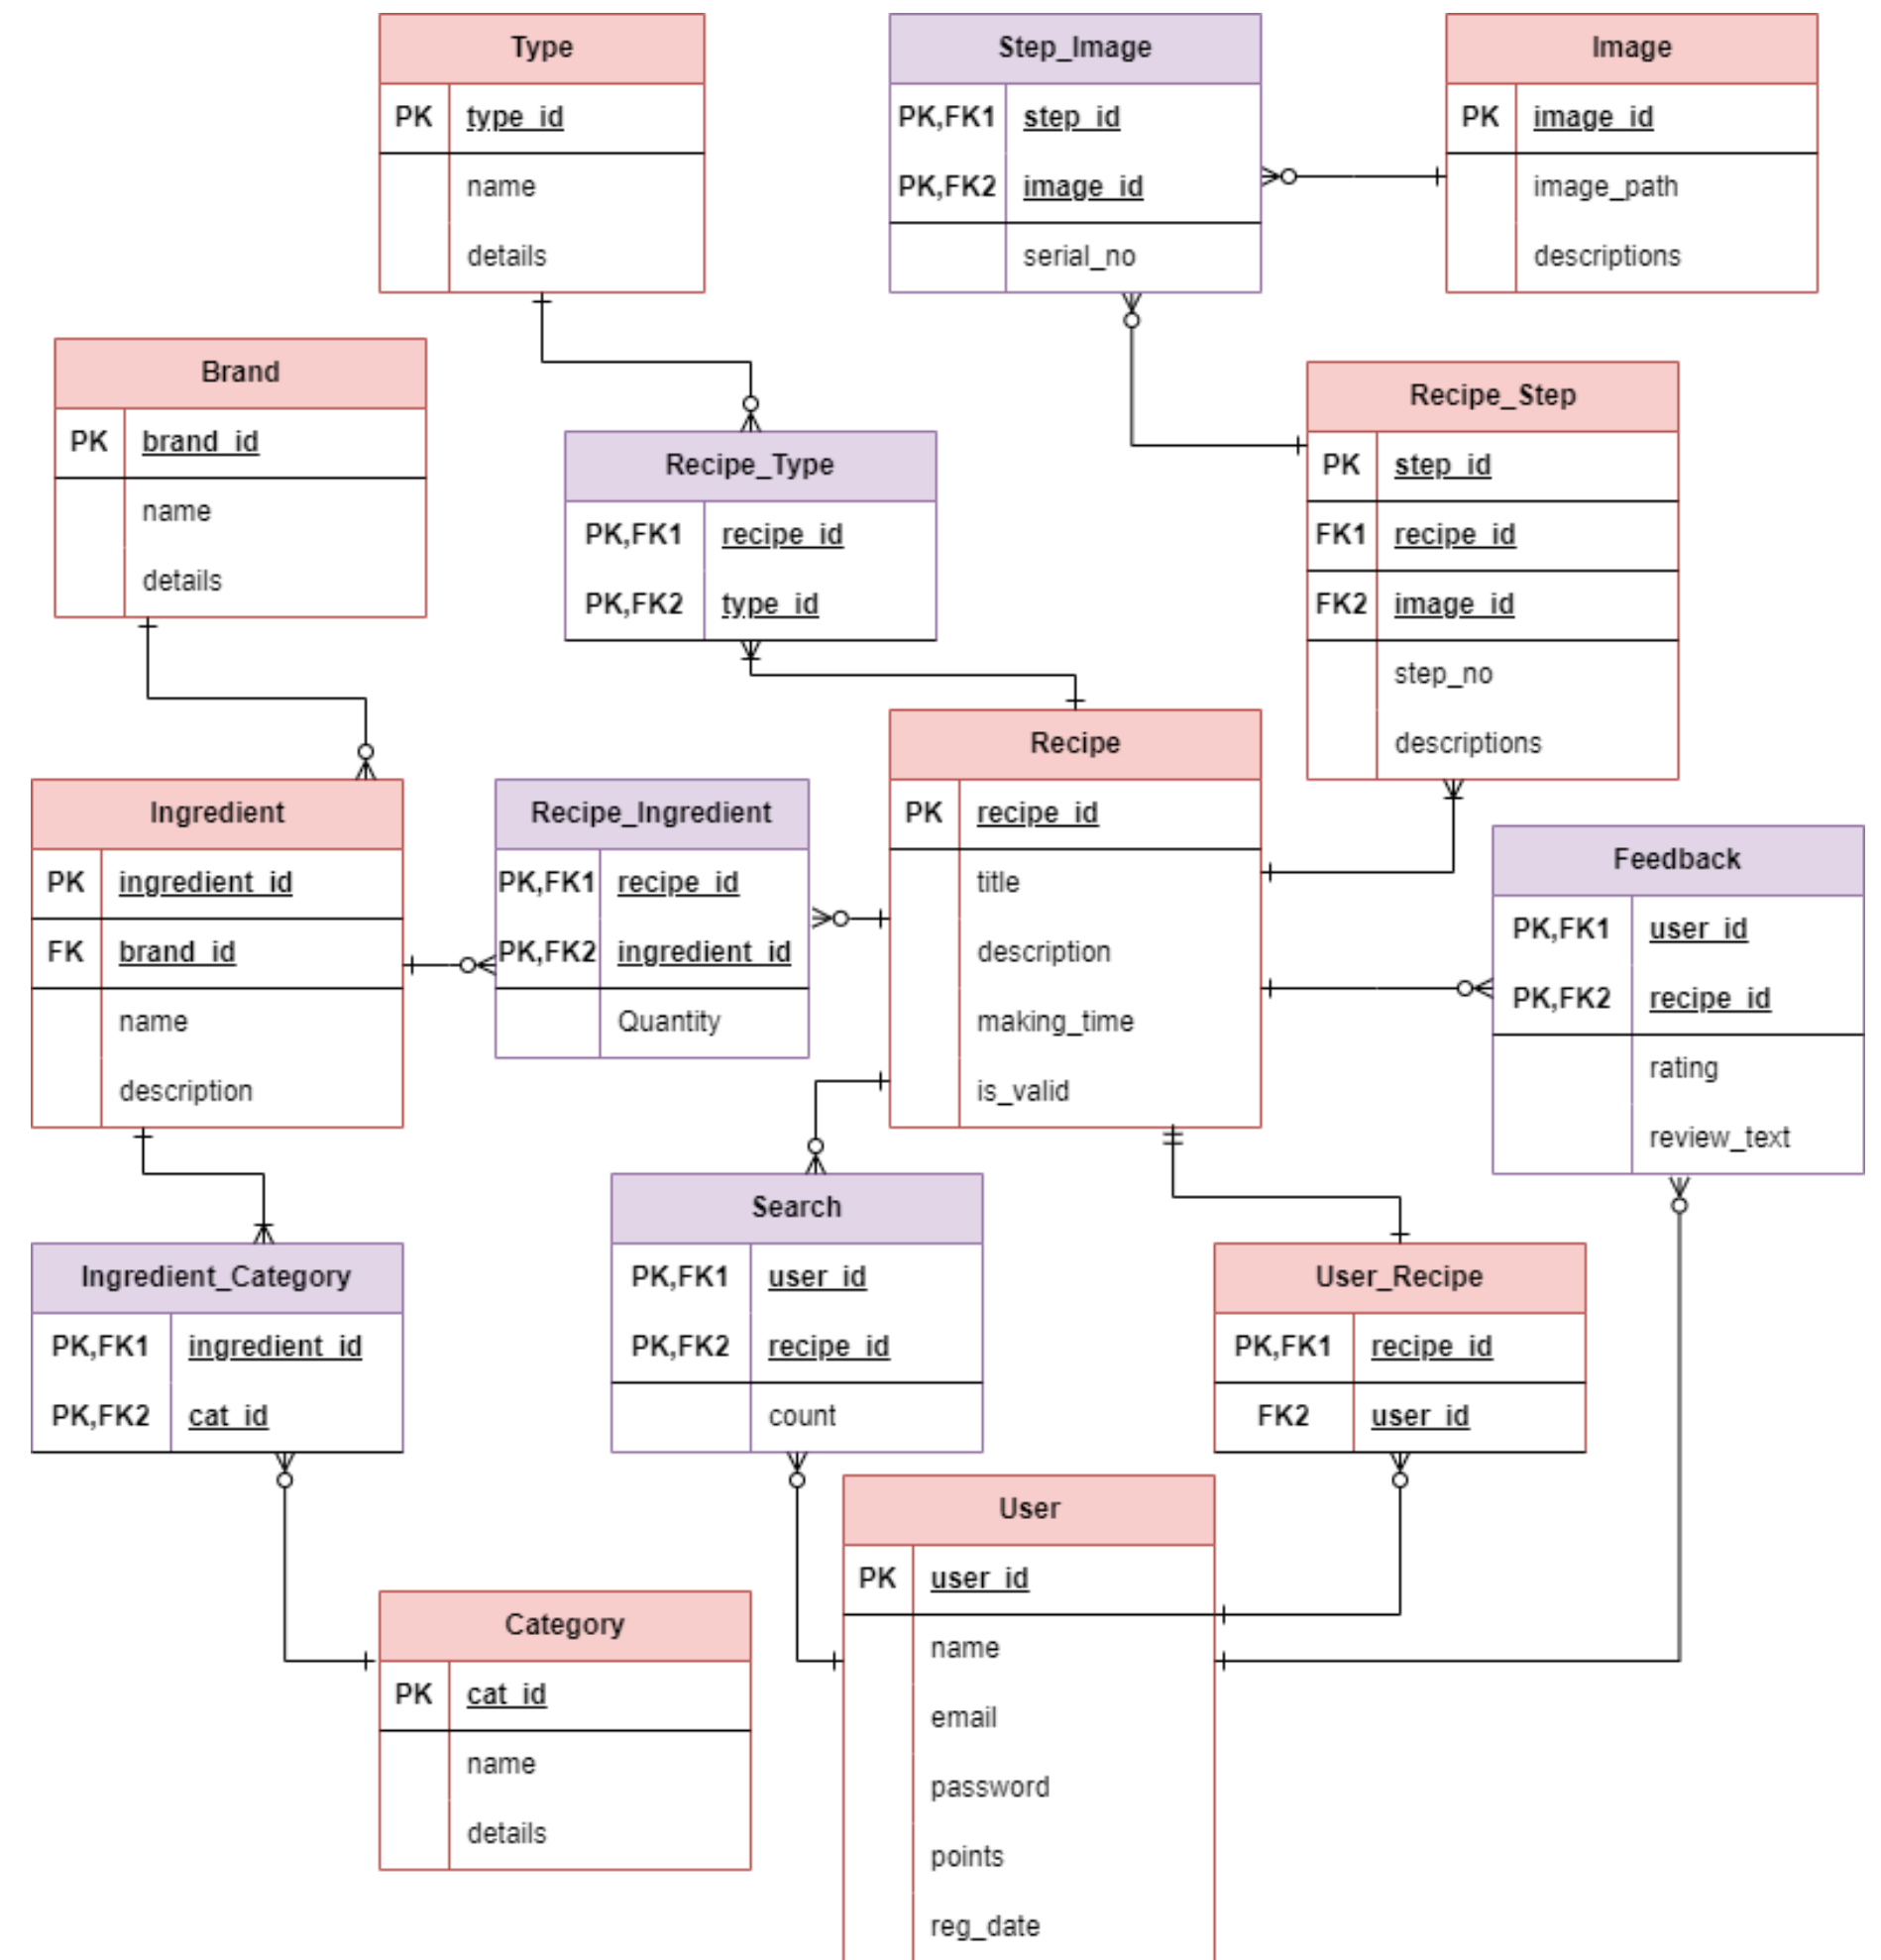 Type
PK type_id
name
details
Step_Image
PK,FK1 step_id
PK,FK2 image_id
serial_no
Image
PK image_id
image_path
descriptions
Brand
PK brand_id
name
details
Recipe_Type
PK,FK1 recipe_id
PK,FK2 type_id
Recipe_Step
PK step_id
FK1 recipe_id
FK2 image_id
step_no
descriptions
Ingredient
PK ingredient_id
FK brand_id
name
description
Recipe_Ingredient
PK,FK1 recipe_id
PK,FK2 ingredient_id
Quantity
Recipe
PK recipe_id
title
description
making_time
is_valid
Feedback
PK,FK1 user_id
PK,FK2 recipe_id
rating
review_text
Ingredient_Category
PK,FK1 ingredient_id
PK,FK2 cat_id
Search
PK,FK1 user_id
PK,FK2 recipe_id
count
User_Recipe
PK,FK1 recipe_id
FK2 user_id
Category
PK cat_id
name
details
User
PK user_id
name
email
password
points
reg_date